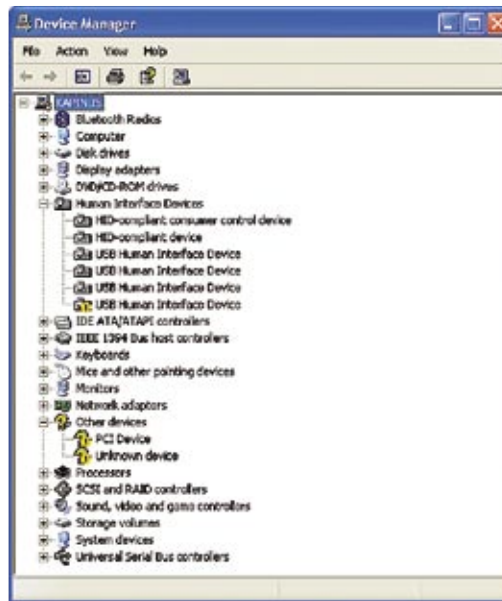 Device Manager
File Action View Help
KAPINUS
Bluetooth Radios
Computer
Disk drives
Display adapters
DVD/CD-ROM drives
Human Interface Devices
HID-compliant consumer control device
HID-compliant device
USB Human Interface Device
USB Human Interface Device
USB Human Interface Device
USB Human Interface Device
IDE ATA/ATAPI controllers
IEEE 1394 Bus host controllers
Keyboards
Mice and other pointing devices
Monitors
Network adapters
Other devices
PCI Device
Unknown device
Processors
SCSI and RAID controllers
Sound, video and game controllers
Storage volumes
System devices
Universal Serial Bus controllers